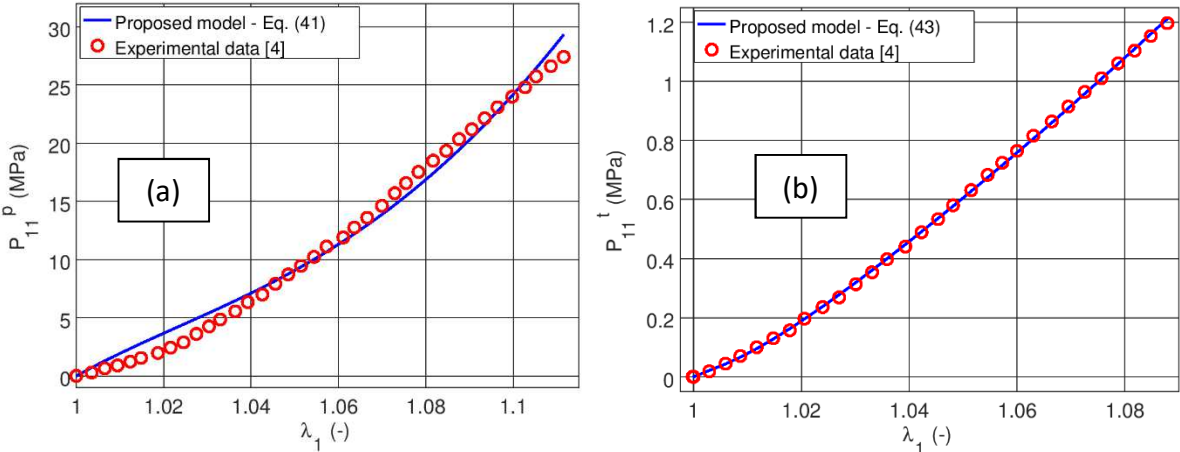 Proposed model - Eq. (41)
Experimental data [4]
30
25
20
15
10
5
0
P₁₁ᵖ (MPa)
(a)
1
1.02
1.04
1.06
1.08
1.1
λ₁ (-)
Proposed model - Eq. (43)
Experimental data [4]
1.2
1
0.8
0.6
0.4
0.2
0
P₁₁ᵗ (MPa)
(b)
1
1.02
1.04
1.06
1.08
λ₁ (-)